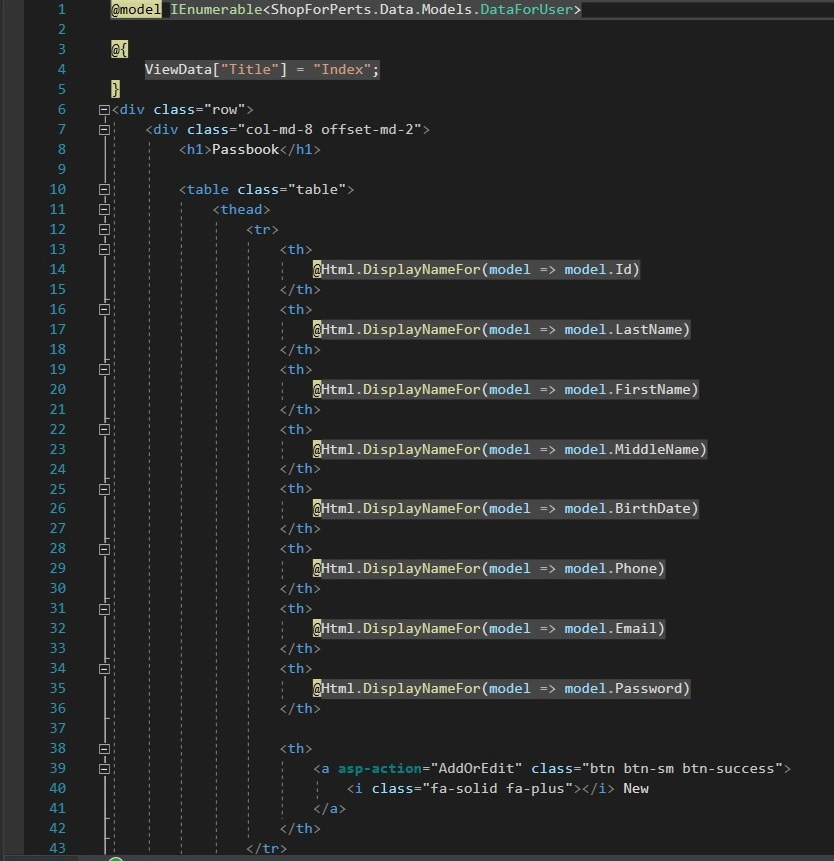 1 @model IEnumerable<ShopForPerts.Data.Models.DataForUser>
2
3 @{
4 ViewData["Title"] = "Index";
5 }
6 <div class="row">
7 <div class="col-md-8 offset-md-2">
8 <h1>Passbook</h1>
9
10 <table class="table">
11 <thead>
12 <tr>
13 <th>
14 @Html.DisplayNameFor(model => model.Id)
15 </th>
16 <th>
17 @Html.DisplayNameFor(model => model.LastName)
18 </th>
19 <th>
20 @Html.DisplayNameFor(model => model.FirstName)
21 </th>
22 <th>
23 @Html.DisplayNameFor(model => model.MiddleName)
24 </th>
25 <th>
26 @Html.DisplayNameFor(model => model.BirthDate)
27 </th>
28 <th>
29 @Html.DisplayNameFor(model => model.Phone)
30 </th>
31 <th>
32 @Html.DisplayNameFor(model => model.Email)
33 </th>
34 <th>
35 @Html.DisplayNameFor(model => model.Password)
36 </th>
37
38 <th>
39 <a asp-action="AddOrEdit" class="btn btn-sm btn-success">
40 <i class="fa-solid fa-plus"></i> New
41 </a>
42 </th>
43 </tr>